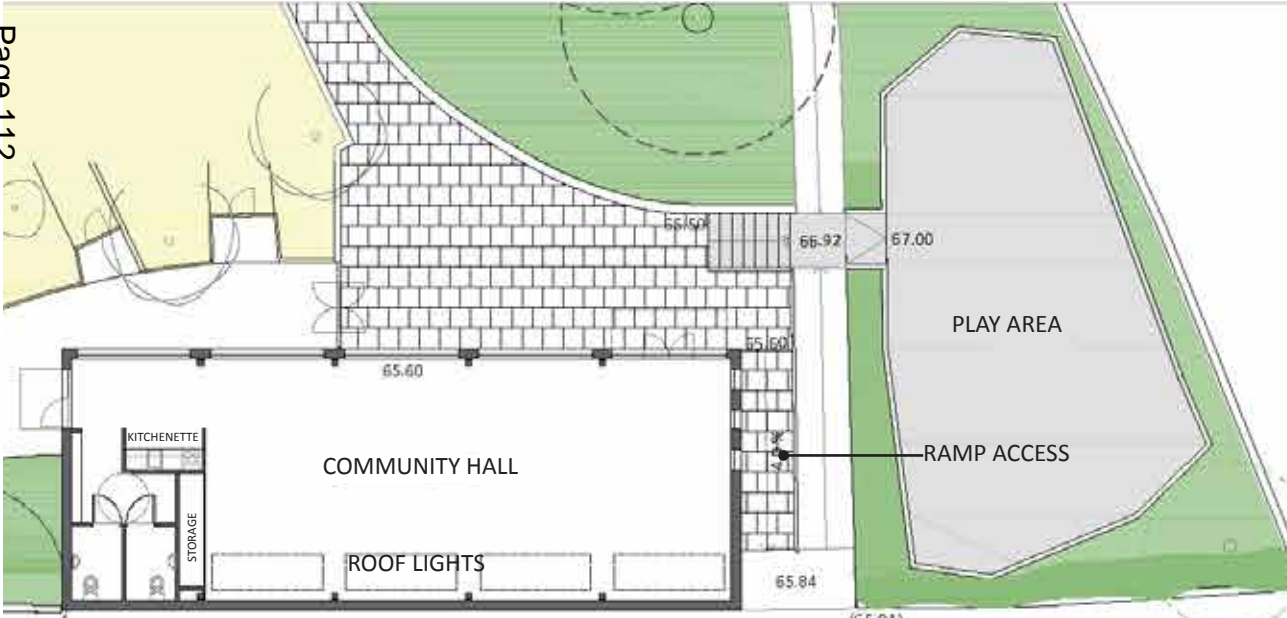 Page 112
65.50
66.92
67.00
PLAY AREA
65.60
65.60
KITCHENETTE
COMMUNITY HALL
RAMP ACCESS
STORAGE
ROOF LIGHTS
65.84